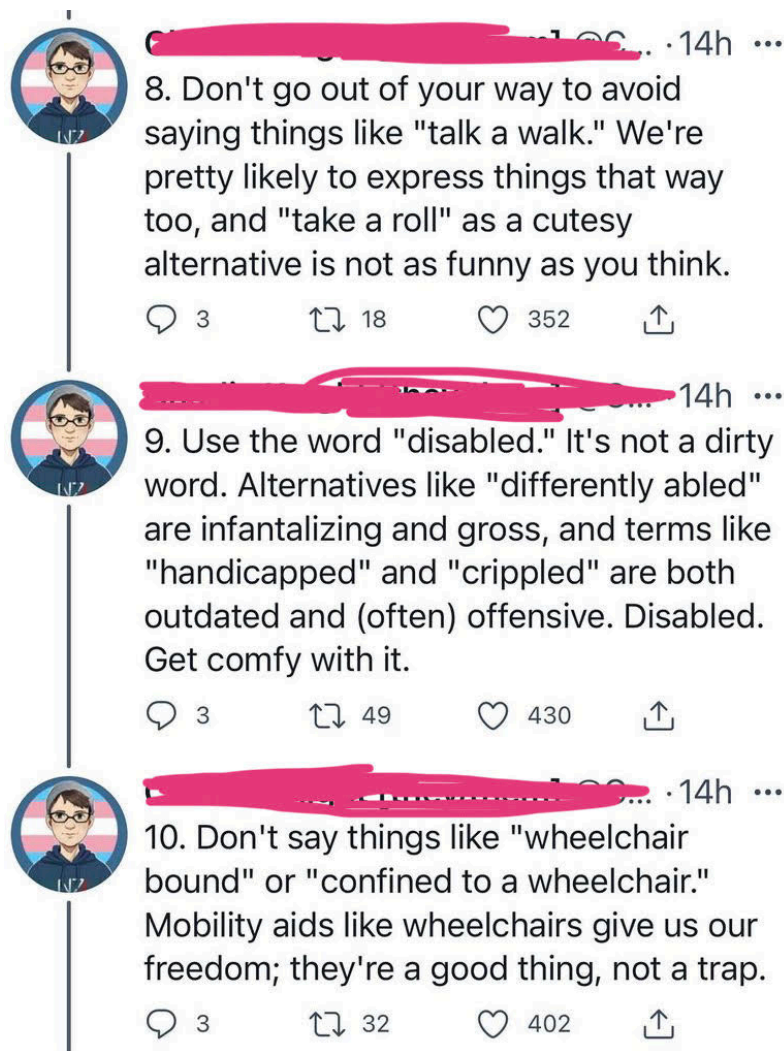 · 14h ...
8. Don't go out of your way to avoid
saying things like "talk a walk." We're
pretty likely to express things that way
too, and "take a roll" as a cutesy
alternative is not as funny as you think.
3 18 352
14h ...
9. Use the word "disabled." It's not a dirty
word. Alternatives like "differently abled"
are infantalizing and gross, and terms like
"handicapped" and "crippled" are both
outdated and (often) offensive. Disabled.
Get comfy with it.
3 49 430
· 14h ...
10. Don't say things like "wheelchair
bound" or "confined to a wheelchair."
Mobility aids like wheelchairs give us our
freedom; they're a good thing, not a trap.
3 32 402